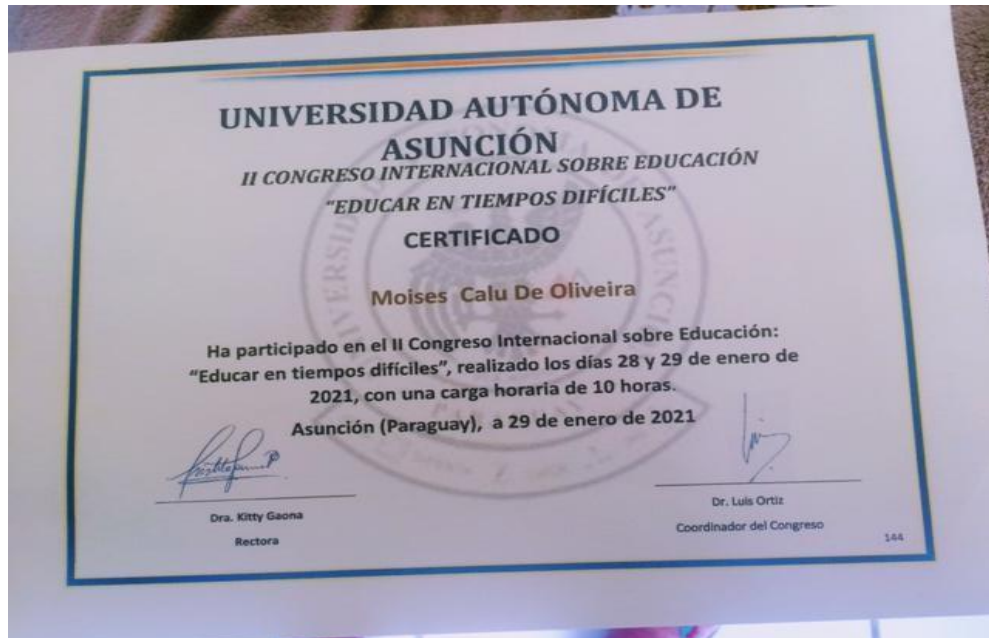 UNIVERSIDAD AUTÓNOMA DE
ASUNCIÓN
II CONGRESO INTERNACIONAL SOBRE EDUCACIÓN
"EDUCAR EN TIEMPOS DIFÍCILES"
CERTIFICADO
Moises Calu De Oliveira
Ha participado en el II Congreso Internacional sobre Educación:
"Educar en tiempos difíciles", realizado los días 28 y 29 de enero de
2021, con una carga horaria de 10 horas.
Asunción (Paraguay), a 29 de enero de 2021
Dra. Kitty Gaona
Rectora
Dr. Luis Ortiz
Coordinador del Congreso
144